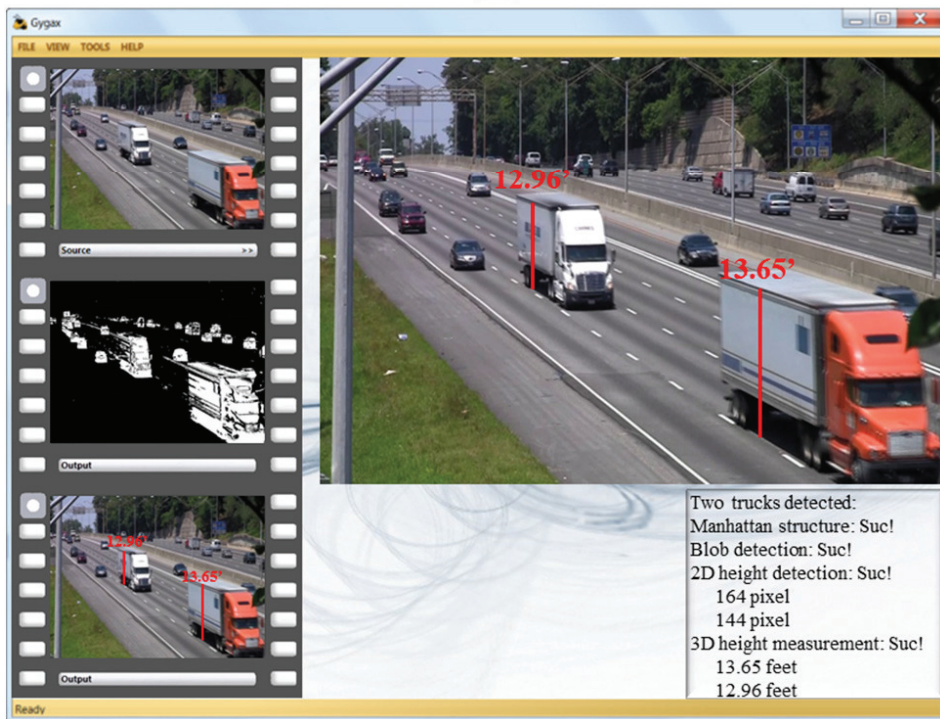 Gygax
FILE VIEW TOOLS HELP
Source >>
Output
12.96'
13.65'
Output
12.96'
13.65'
Two trucks detected:
Manhattan structure: Suc!
Blob detection: Suc!
2D height detection: Suc!
164 pixel
144 pixel
3D height measurement: Suc!
13.65 feet
12.96 feet
Ready